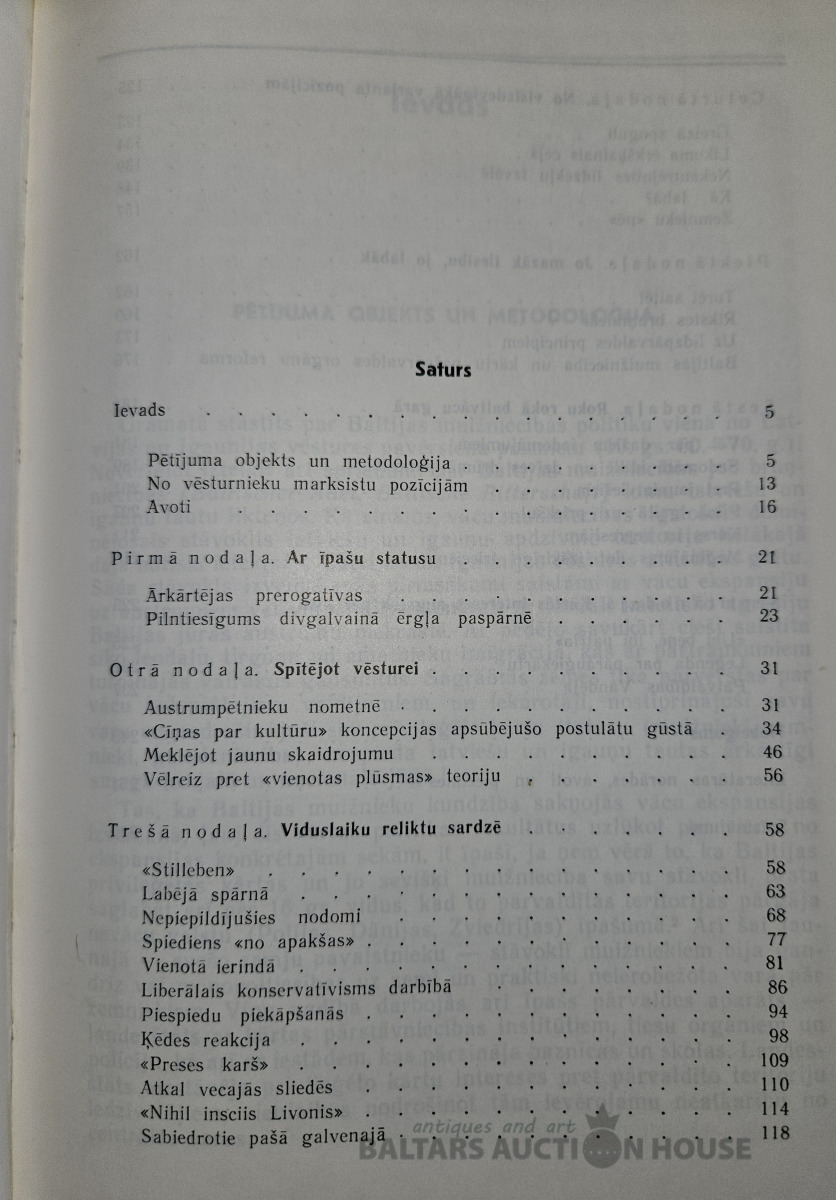 Saturs
Ievads . . . . . . . . . . . . . . . . 5
Pētījuma objekts un metodoloģija . . . . . . . . 5
No vēsturnieku marksistu pozīcijām . . . . . . . 13
Avoti . . . . . . . . . . . . . . 16
Pirmā nodaļa. Ar īpašu statusu . . . . . . . . 21
Ārkārtējas prerogatīvas . . . . . . . . . . 21
Pilntiesīgums divgalvainā ērgļa paspārnē . . . . . . 23
Otrā nodaļa. Spītējot vēsturei . . . . . . . . . 31
Austrumpētnieku nometnē . . . . . . . . . . 31
«Cīņas par kultūru» koncepcijas apsūbējušo postulātu gūstā . 34
Meklējot jaunu skaidrojumu . . . . . . . . . 46
Vēlreiz pret «vienotas plūsmas» teoriju . . . . . . 56
Trešā nodaļa. Viduslaiku reliktu sardzē . . . . . . 58
«Stilleben» . . . . . . . . . . . . . . 58
Labējā spārnā . . . . . . . . . . . . 63
Nepiepildījušies nodomi . . . . . . . . . . 68
Spiediens «no apakšas» . . . . . . . . . . . 77
Vienotā ierindā . . . . . . . . . . . . 81
Liberālais konservatīvisms darbībā . . . . . . . . 86
Piespiedu piekāpšanās . . . . . . . . . . . 94
Ķēdes reakcija . . . . . . . . . . . . 98
«Preses karš» . . . . . . . . . . . . 109
Atkal vecajās sliedēs . . . . . . . . . . . 110
«Nihil insciis Livonis» . . . . . . . . . . . 114
Sabiedrotie pašā galvenajā . . . . . . . . . . 118
antiques and art
BALTARS AUCTION HOUSE